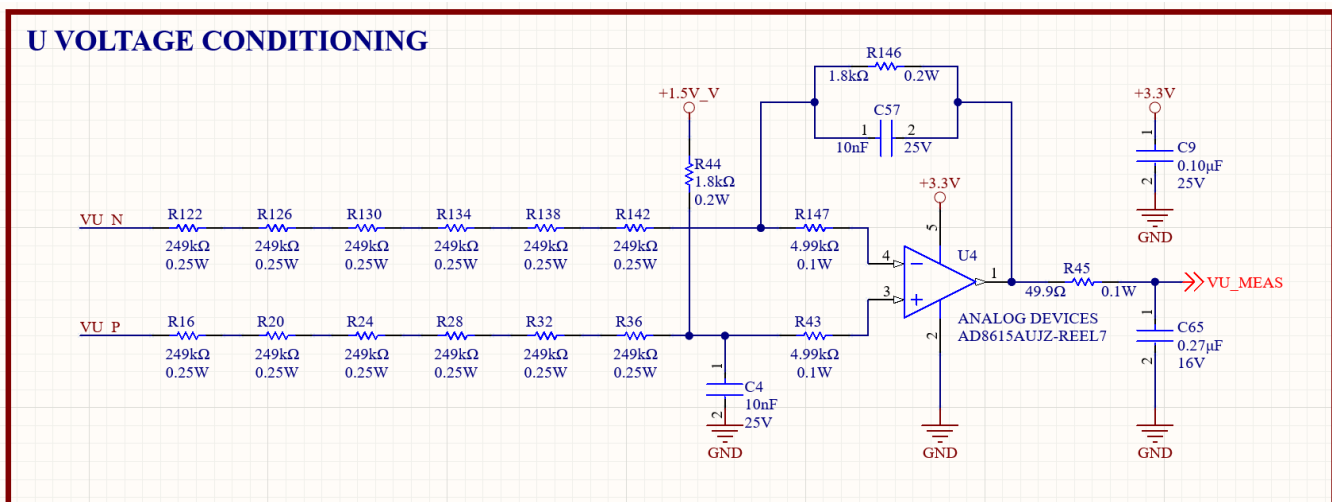 U VOLTAGE CONDITIONING
R146
1.8kΩ 0.2W
C57
1 2
10nF 25V
+1.5V_V
R44
1.8kΩ
0.2W
+3.3V
1
C9
0.10µF
25V
2
GND
VU_N
R122 R126 R130 R134 R138 R142 R147
249kΩ 249kΩ 249kΩ 249kΩ 249kΩ 249kΩ 4.99kΩ
0.25W 0.25W 0.25W 0.25W 0.25W 0.25W 0.1W
+3.3V
5
U4
4
3
1
2
ANALOG DEVICES
AD8615AUJZ-REEL7
GND
R45
49.9Ω 0.1W
VU_MEAS
1
C65
0.27µF
16V
2
GND
VU_P
R16 R20 R24 R28 R32 R36 R43
249kΩ 249kΩ 249kΩ 249kΩ 249kΩ 249kΩ 4.99kΩ
0.25W 0.25W 0.25W 0.25W 0.25W 0.25W 0.1W
1
C4
10nF
25V
2
GND